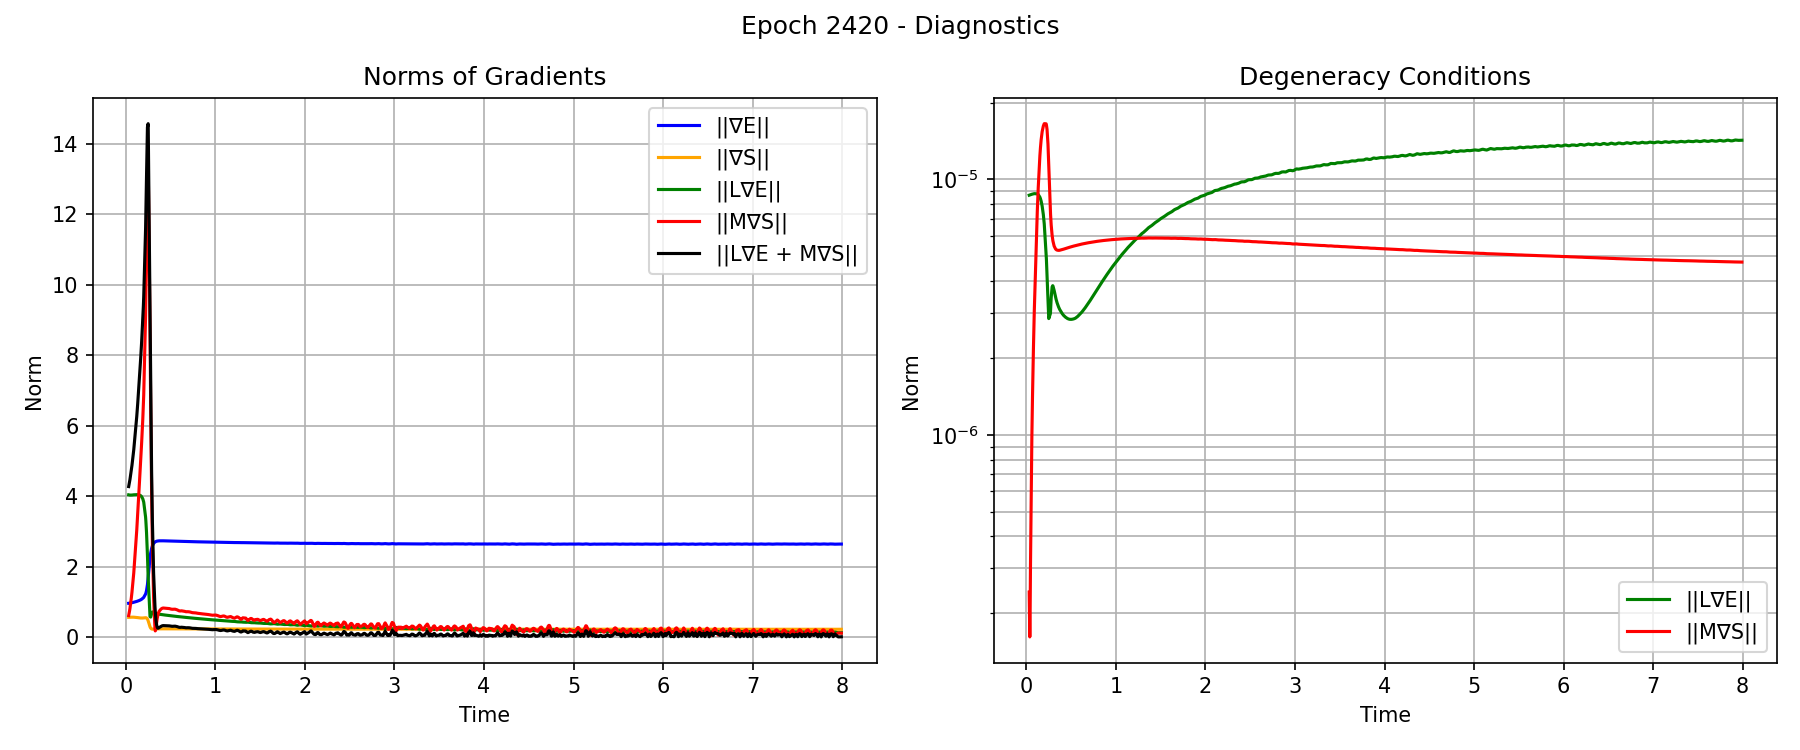 Epoch 2420 - Diagnostics
Norms of Gradients
Norm
14
12
10
8
6
4
2
0
||∇E||
||∇S||
||L∇E||
||M∇S||
||L∇E + M∇S||
0 1 2 3 4 5 6 7 8
Time
Degeneracy Conditions
Norm
10⁻⁵
10⁻⁶
||L∇E||
||M∇S||
0 1 2 3 4 5 6 7 8
Time